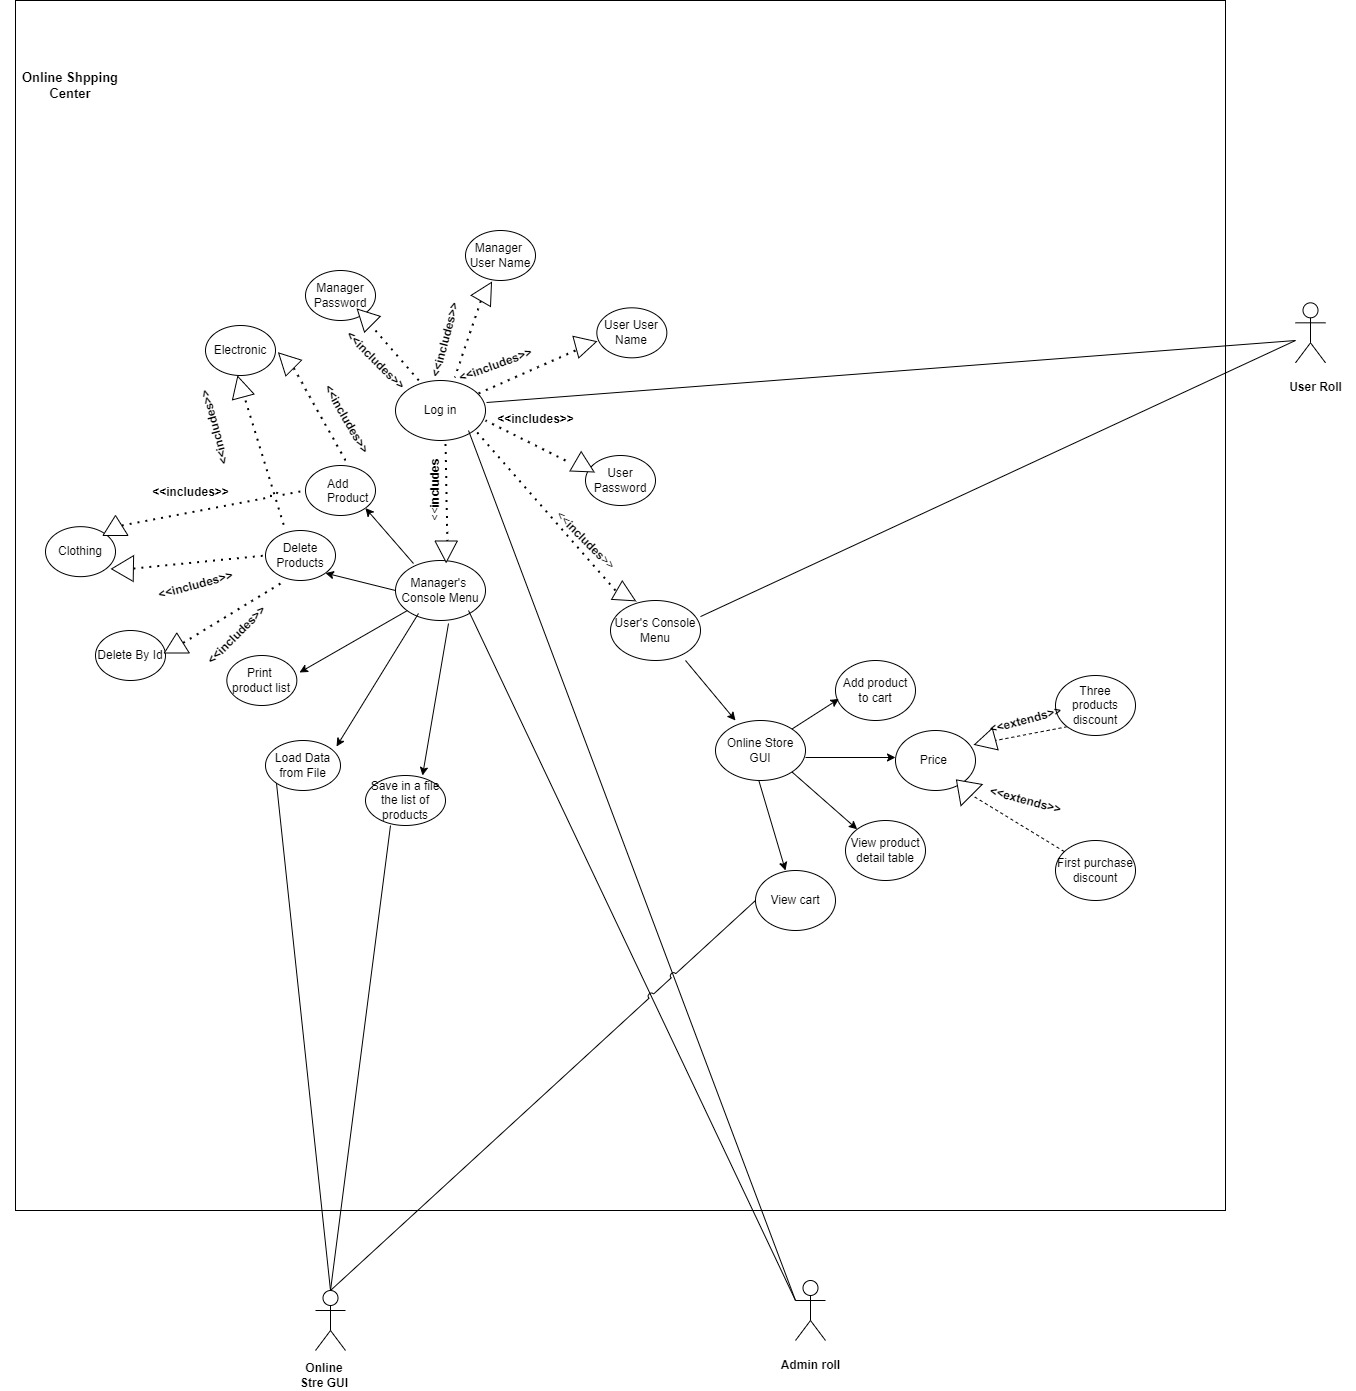 Online Shpping
Center
Manager
User Name
Manager
Password
<<includes>>
<<includes>>
User User
Name
<<includes>>
Electronic
<<includes>>
<<includes>>
Log in
<<includes>>
<<includes
User
Password
Add
Product
<<includes>>
<<includes>>
Clothing
Delete
Products
<<includes>>
Manager's
Console Menu
Delete By Id
<<includes>>
Print
product list
User's Console
Menu
Add product
to cart
Three
products
discount
<<extends>>
Online Store
GUI
Price
<<extends>>
Load Data
from File
Save in a file
the list of
products
View product
detail table
First purchase
discount
View cart
User Roll
Online
Stre GUI
Admin roll